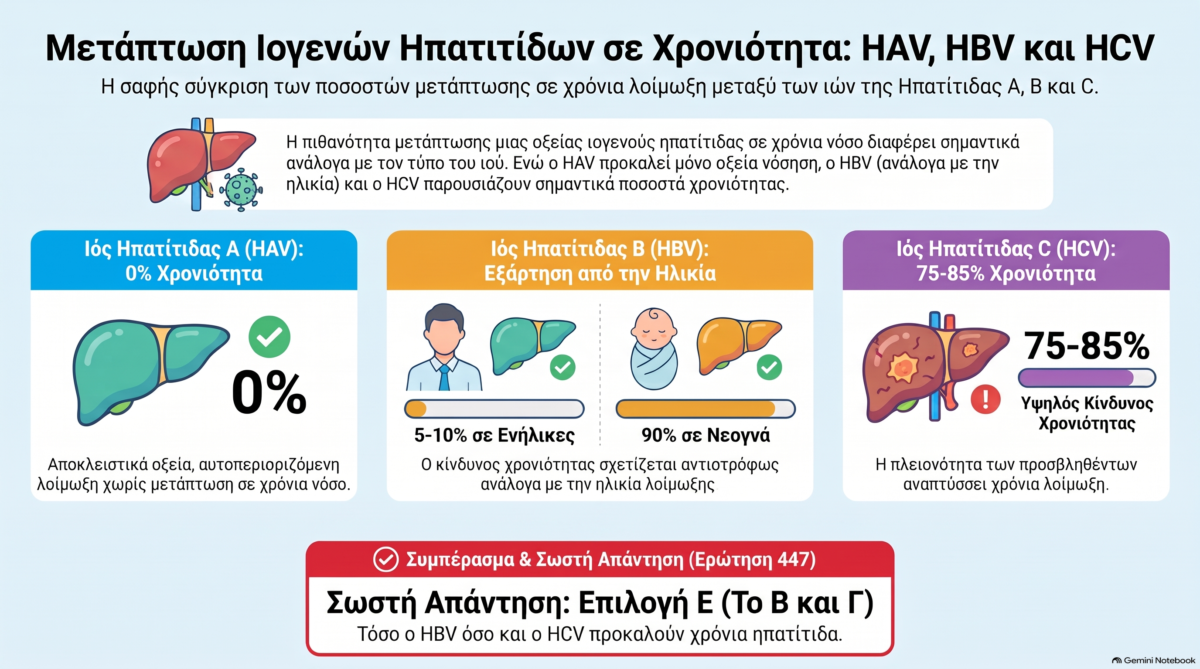 Μετάπτωση Ιογενών Ηπατιτίδων σε Χρονιότητα: HAV, HBV και HCV
Η σαφής σύγκριση των ποσοστών μετάπτωσης σε χρόνια λοίμωξη μεταξύ των ιών της Ηπατίτιδας A, B και C.
Η πιθανότητα μετάπτωσης μιας οξείας ιογενούς ηπατίτιδας σε χρόνια νόσο διαφέρει σημαντικά
ανάλογα με τον τύπο του ιού. Ενώ ο HAV προκαλεί μόνο οξεία νόσηση, ο HBV (ανάλογα με την
ηλικία) και ο HCV παρουσιάζουν σημαντικά ποσοστά χρονιότητας.
Ιός Ηπατίτιδας A (HAV):
0% Χρονιότητα
0%
Αποκλειστικά οξεία, αυτοπεριοριζόμενη
λοίμωξη χωρίς μετάπτωση σε χρόνια νόσο.
Ιός Ηπατίτιδας B (HBV):
Εξάρτηση από την Ηλικία
5-10% σε Ενήλικες
90% σε Νεογνά
Ο κίνδυνος χρονιότητας σχετίζεται αντιοτρόφως
ανάλογα με την ηλικία λοίμωξης
Ιός Ηπατίτιδας C (HCV):
75-85% Χρονιότητα
75-85%
Υψηλός Κίνδυνος
Χρονιότητας
Η πλειονότητα των προσβληθέντων
αναπτύσσει χρόνια λοίμωξη.
Συμπέρασμα & Σωστή Απάντηση (Ερώτηση 447)
Σωστή Απάντηση: Επιλογή Ε (Το Β και Γ)
Τόσο ο HBV όσο και ο HCV προκαλούν χρόνια ηπατίτιδα.
Gemini Notebook